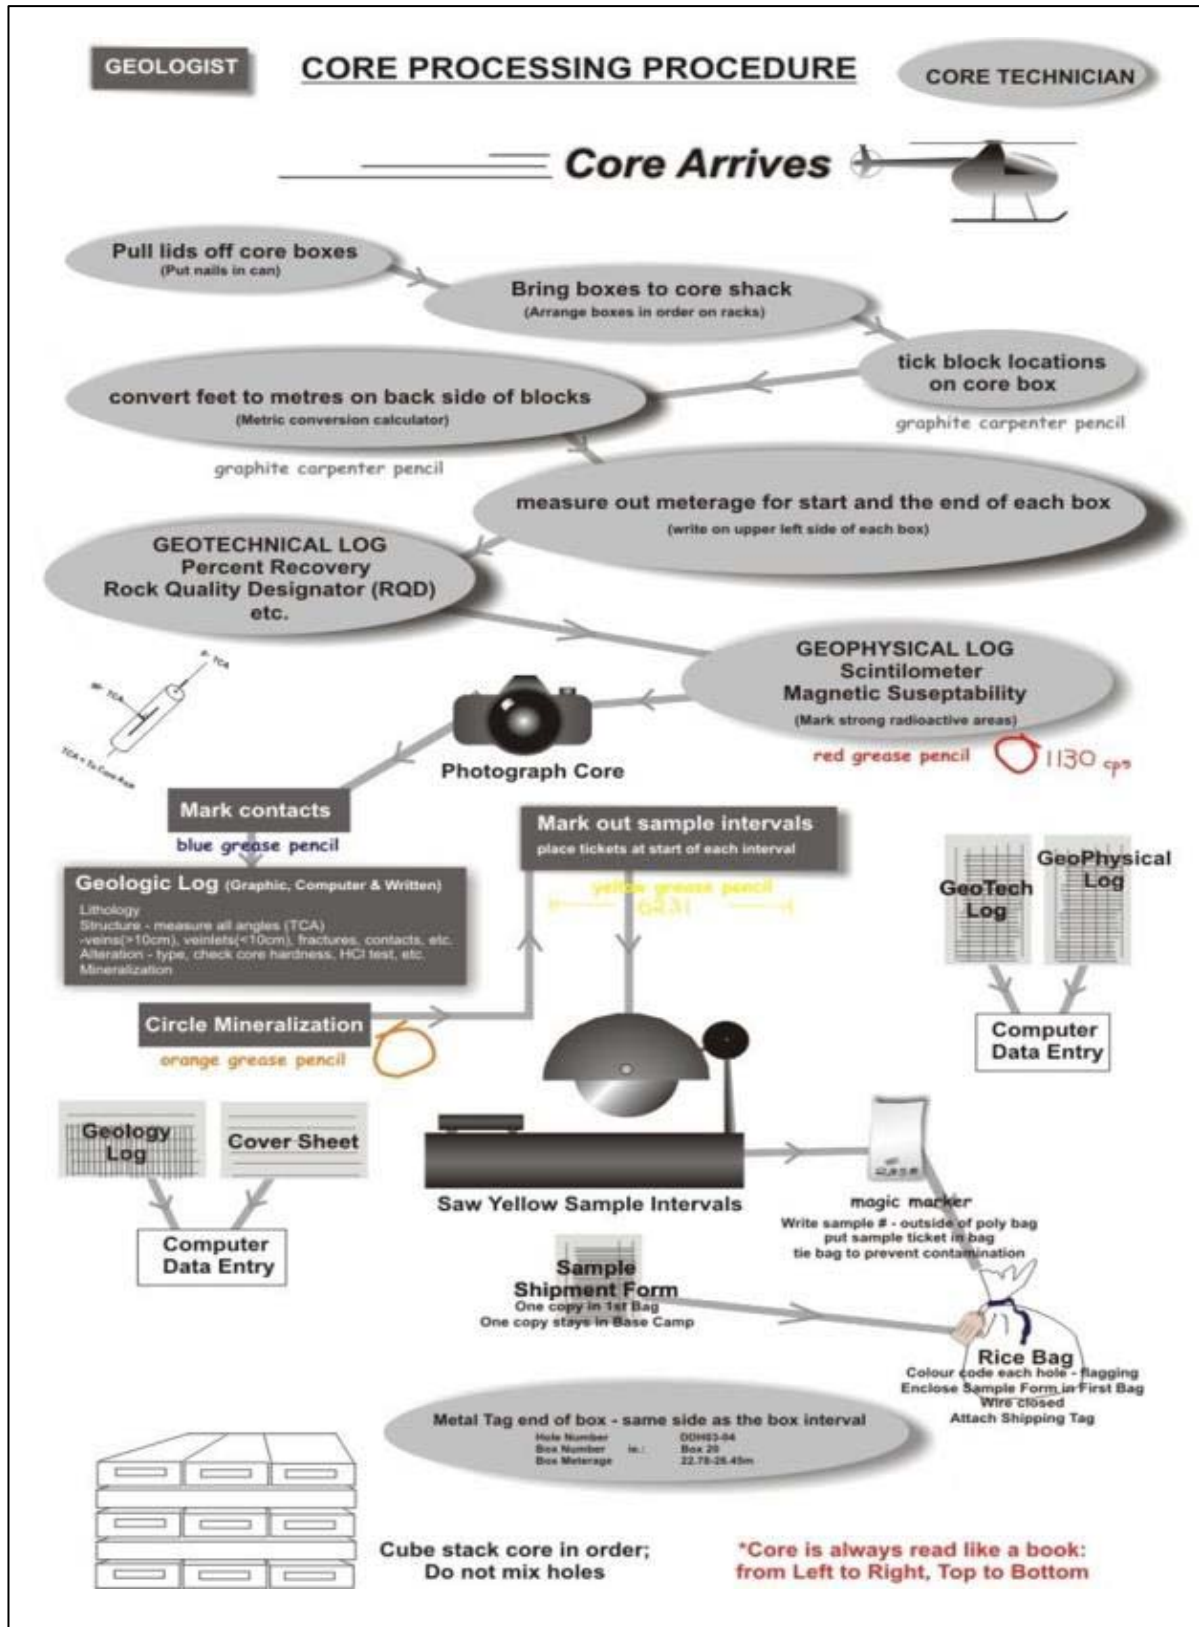 GEOLOGIST
CORE PROCESSING PROCEDURE
CORE TECHNICIAN
Core Arrives
Pull lids off core boxes
(Put nails in can)
Bring boxes to core shack
(Arrange boxes in order on racks)
tick block locations
on core box
graphite carpenter pencil
convert feet to metres on back side of blocks
(Metric conversion calculator)
graphite carpenter pencil
measure out meterage for start and the end of each box
(write on upper left side of each box)
GEOTECHNICAL LOG
Percent Recovery
Rock Quality Designator (RQD)
etc.
GEOPHYSICAL LOG
Scintilometer
Magnetic Suseptability
(Mark strong radioactive areas)
red grease pencil
1130 cps
TCA
TCA
TCA = To Core Axis
Photograph Core
Mark contacts
blue grease pencil
Mark out sample intervals
place tickets at start of each interval
yellow grease pencil
Geologic Log (Graphic, Computer & Written)
Lithology
Structure - measure all angles (TCA)
-veins(>10cm), veinlets(<10cm), fractures, contacts, etc.
Alteration - type, check core hardness, HCl test, etc.
Mineralization
GeoTech
Log
GeoPhysical
Log
Computer
Data Entry
Circle Mineralization
orange grease pencil
Geology
Log
Cover Sheet
Computer
Data Entry
Saw Yellow Sample Intervals
magic marker
Write sample # - outside of poly bag
put sample ticket in bag
tie bag to prevent contamination
Sample
Shipment Form
One copy in 1st Bag
One copy stays in Base Camp
Rice Bag
Colour code each hole - flagging
Enclose Sample Form in First Bag
Wire closed
Attach Shipping Tag
Metal Tag end of box - same side as the box interval
Hole Number DDH03-04
Box Number ie.: Box 20
Box Meterage 22.78-26.45m
Cube stack core in order;
Do not mix holes
*Core is always read like a book:
from Left to Right, Top to Bottom